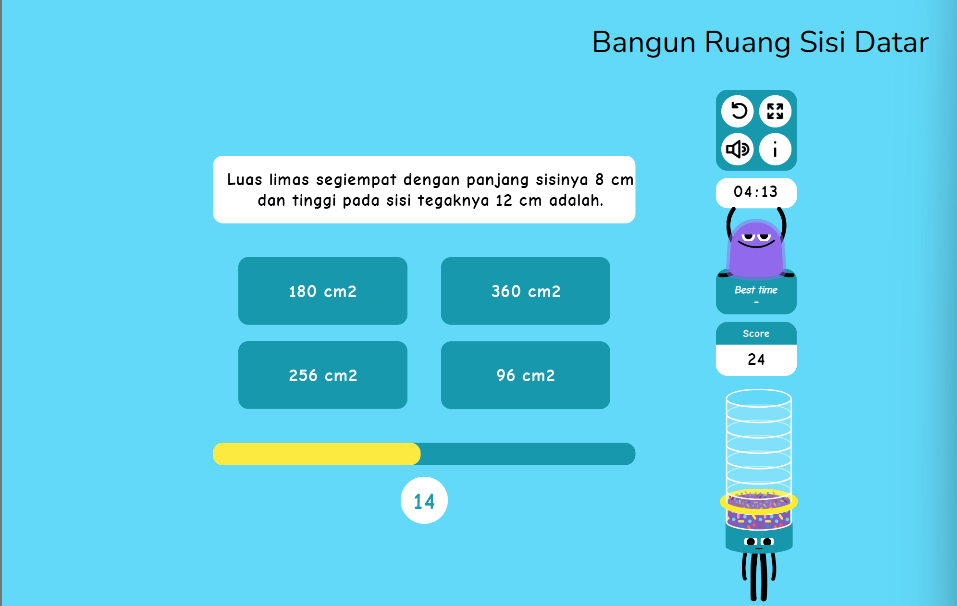 Bangun Ruang Sisi Datar
Luas limas segiempat dengan panjang sisinya 8 cm
dan tinggi pada sisi tegaknya 12 cm adalah.
180 cm2
360 cm2
256 cm2
96 cm2
14
i
04:13
Best time
-
Score
24